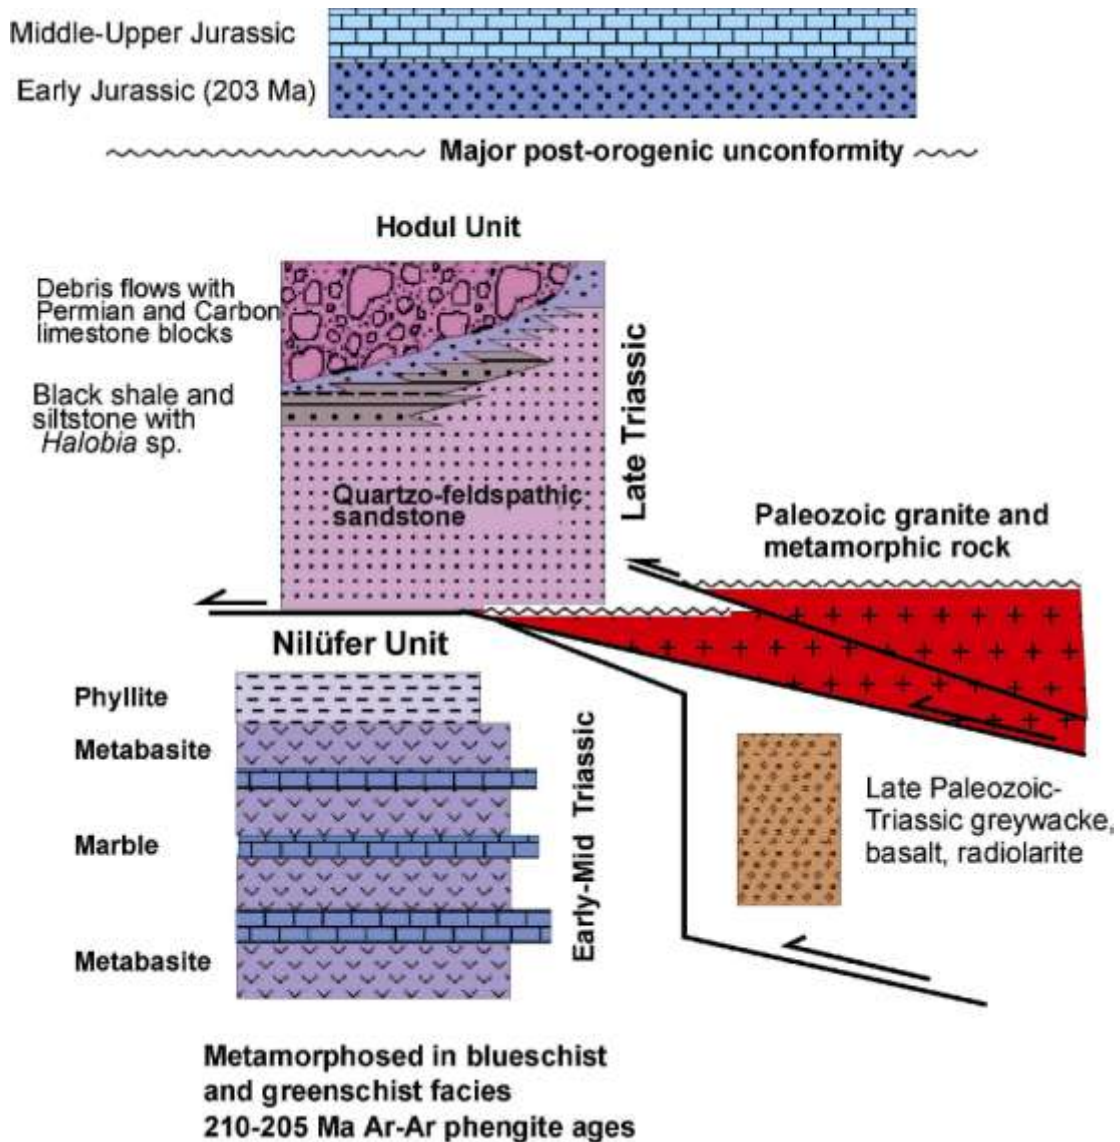 Middle-Upper Jurassic
Early Jurassic (203 Ma)
Major post-orogenic unconformity
Hodul Unit
Debris flows with
Permian and Carbon
limestone blocks
Black shale and
siltstone with
Halobia sp.
Quartzo-feldspathic
sandstone
Late Triassic
Paleozoic granite and
metamorphic rock
Nilüfer Unit
Phyllite
Metabasite
Marble
Metabasite
Early-Mid Triassic
Late Paleozoic-
Triassic greywacke,
basalt, radiolarite
Metamorphosed in blueschist
and greenschist facies
210-205 Ma Ar-Ar phengite ages